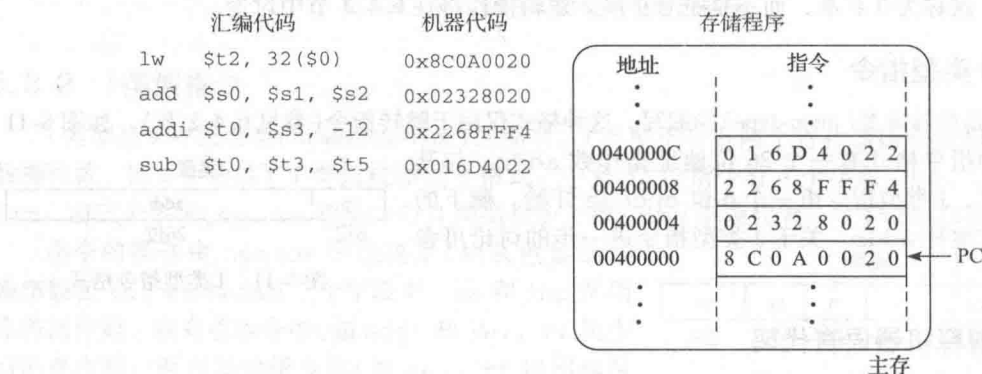 汇编代码 机器代码 存储程序
lw $t2, 32($0) 0x8C0A0020
add $s0, $s1, $s2 0x02328020
addi $t0, $s3, -12 0x2268FFF4
sub $t0, $t3, $t5 0x016D4022
地址 指令
0040000C 0 1 6 D 4 0 2 2
00400008 2 2 6 8 F F F 4
00400004 0 2 3 2 8 0 2 0
00400000 8 C 0 A 0 0 2 0 PC
主存